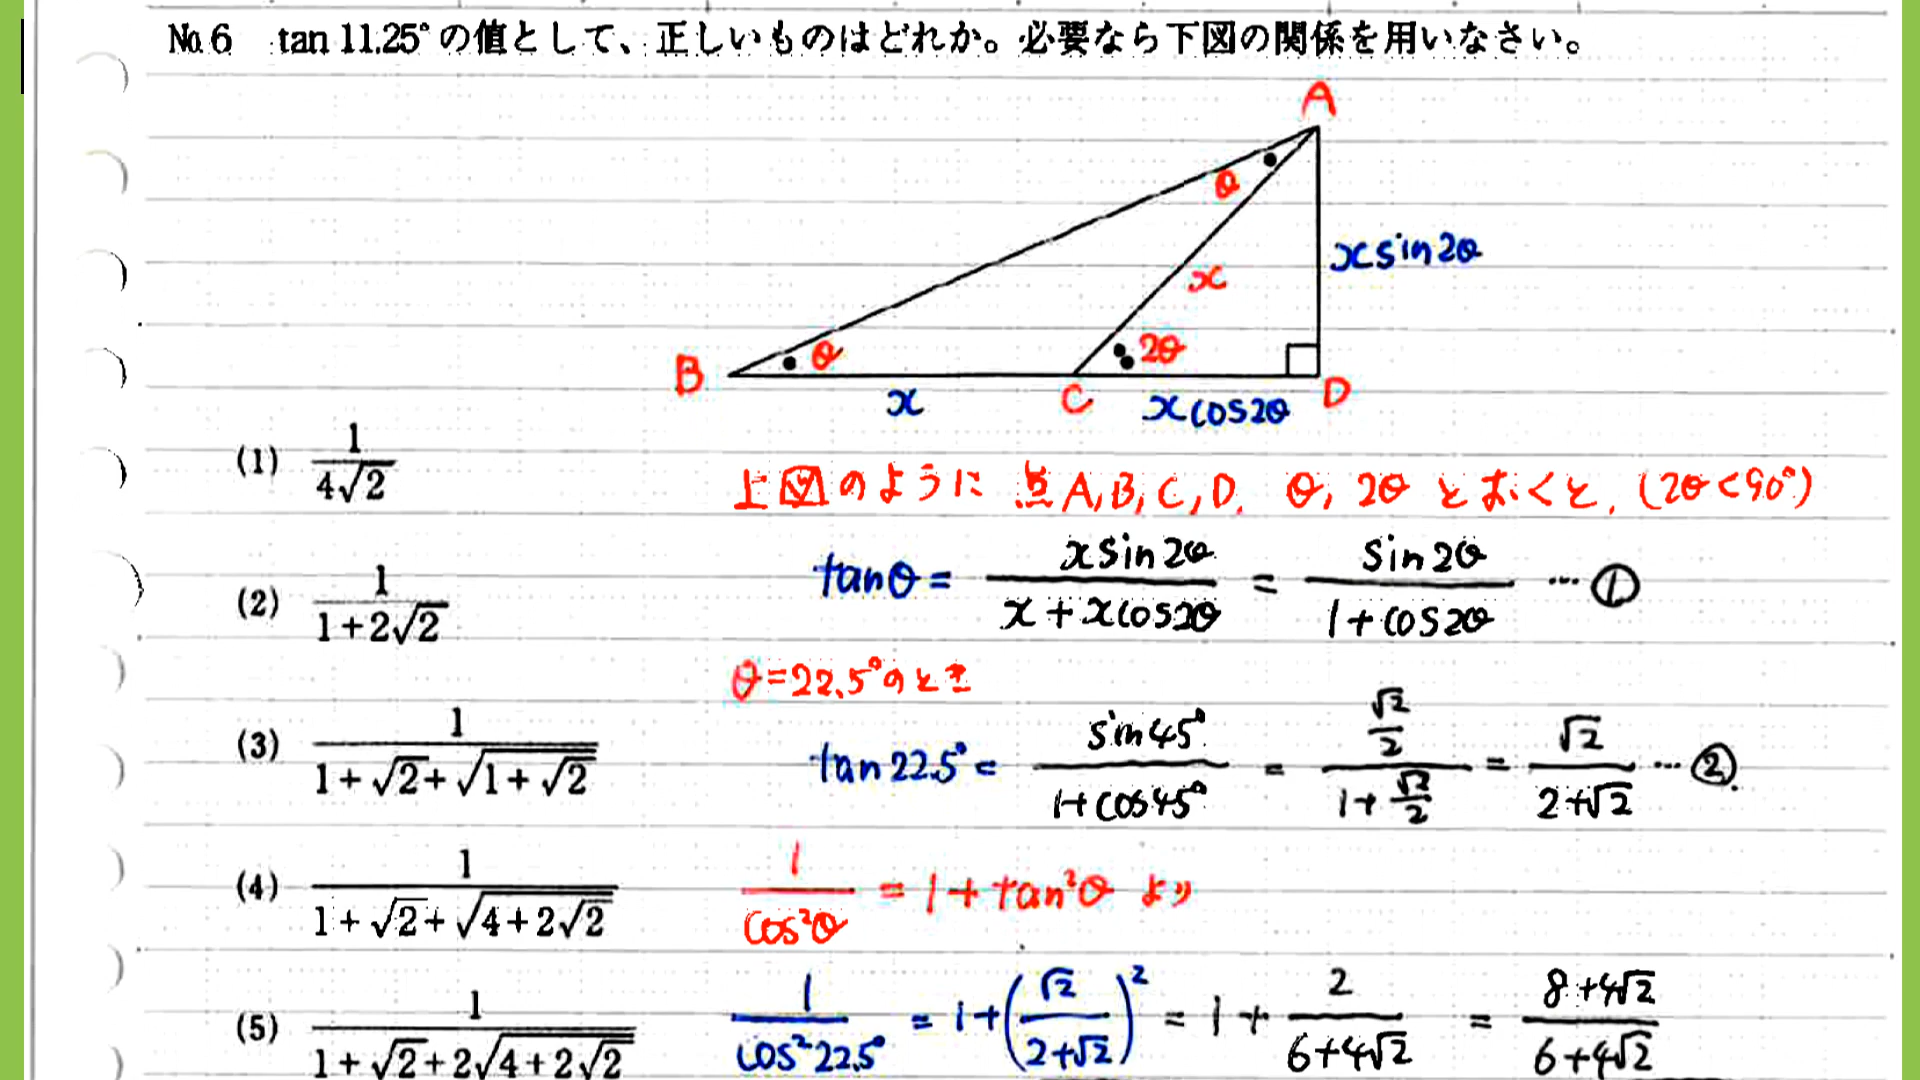 No.6 tan 11.25°の値として、正しいものはどれか。必要なら下図の関係を用いなさい。
A
θ
x sin2θ
x
B θ 2θ
x C x cos2θ D
(1) 1/(4√2)
上図のように 点A, B, C, D, θ, 2θ とおくと, (2θ<90°)
(2) 1/(1+2√2)
tanθ = x sin2θ/(x+x cos2θ) = sin2θ/(1+cos2θ) … ①
θ=22.5°のとき
(3) 1/(1+√2+√(1+√2))
tan22.5° = sin45°/(1+cos45°) = (√2/2)/(1+√2/2) = √2/(2+√2) … ②
(4) 1/(1+√2+√(4+2√2))
1/cos²θ = 1+tan²θ より
(5) 1/(1+√2+2√(4+2√2))
1/cos²22.5° = 1+(√2/(2+√2))² = 1+2/(6+4√2) = (8+4√2)/(6+4√2)